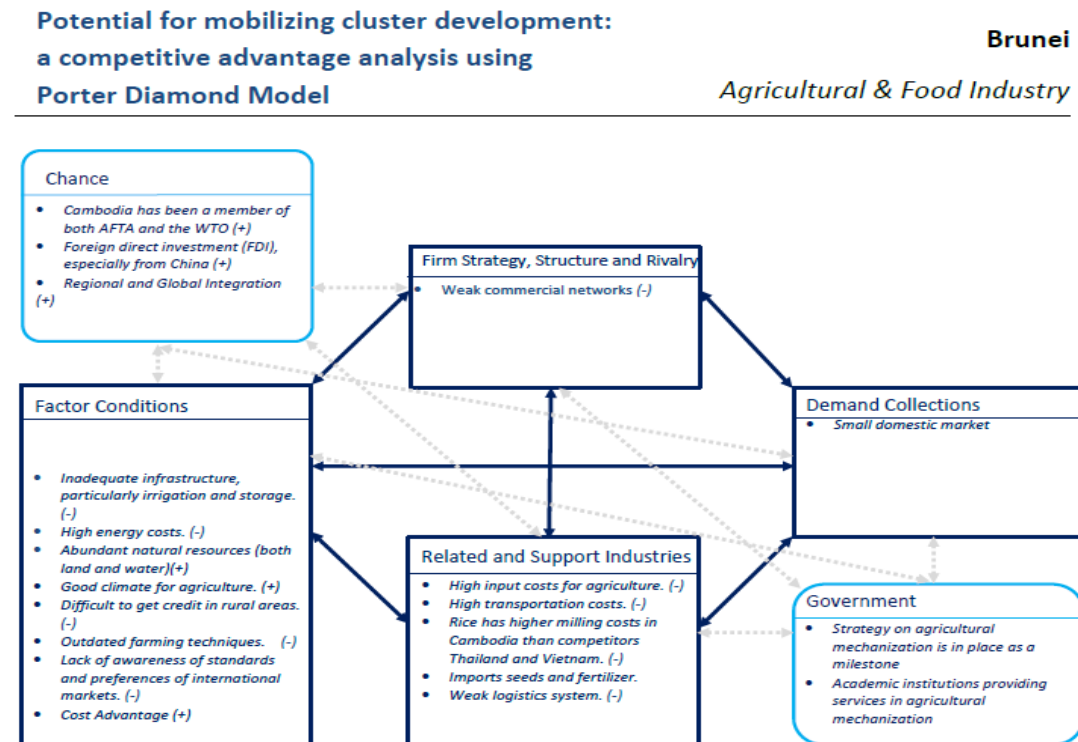 Potential for mobilizing cluster development:
a competitive advantage analysis using
Porter Diamond Model
Brunei
Agricultural & Food Industry
Chance
• Cambodia has been a member of
both AFTA and the WTO (+)
• Foreign direct investment (FDI),
especially from China (+)
• Regional and Global Integration
(+)
Firm Strategy, Structure and Rivalry
• Weak commercial networks (-)
Factor Conditions
• Inadequate infrastructure,
particularly irrigation and storage.
(-)
• High energy costs. (-)
• Abundant natural resources (both
land and water)(+)
• Good climate for agriculture. (+)
• Difficult to get credit in rural areas.
(-)
• Outdated farming techniques. (-)
• Lack of awareness of standards
and preferences of international
markets. (-)
• Cost Advantage (+)
Demand Collections
• Small domestic market
Related and Support Industries
• High input costs for agriculture. (-)
• High transportation costs. (-)
• Rice has higher milling costs in
Cambodia than competitors
Thailand and Vietnam. (-)
• Imports seeds and fertilizer.
• Weak logistics system. (-)
Government
• Strategy on agricultural
mechanization is in place as a
milestone
• Academic institutions providing
services in agricultural
mechanization